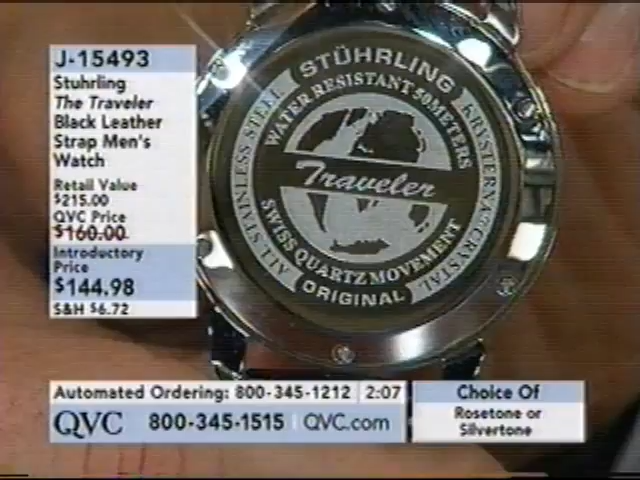 J-15493
Stuhrling
The Traveler
Black Leather
Strap Men's
Watch
Retail Value
$215.00
QVC Price
$160.00
Introductory
Price
$144.98
S&H $6.72
STÜHRLING
WATER RESISTANT 50METERS
ALL STAINLESS STEEL
KRYSTERNA CRYSTAL
Traveler
SWISS QUARTZ MOVEMENT
ORIGINAL
Automated Ordering: 800-345-1212 2:07
QVC 800-345-1515 QVC.com
Choice Of
Rosetone or
Silvertone